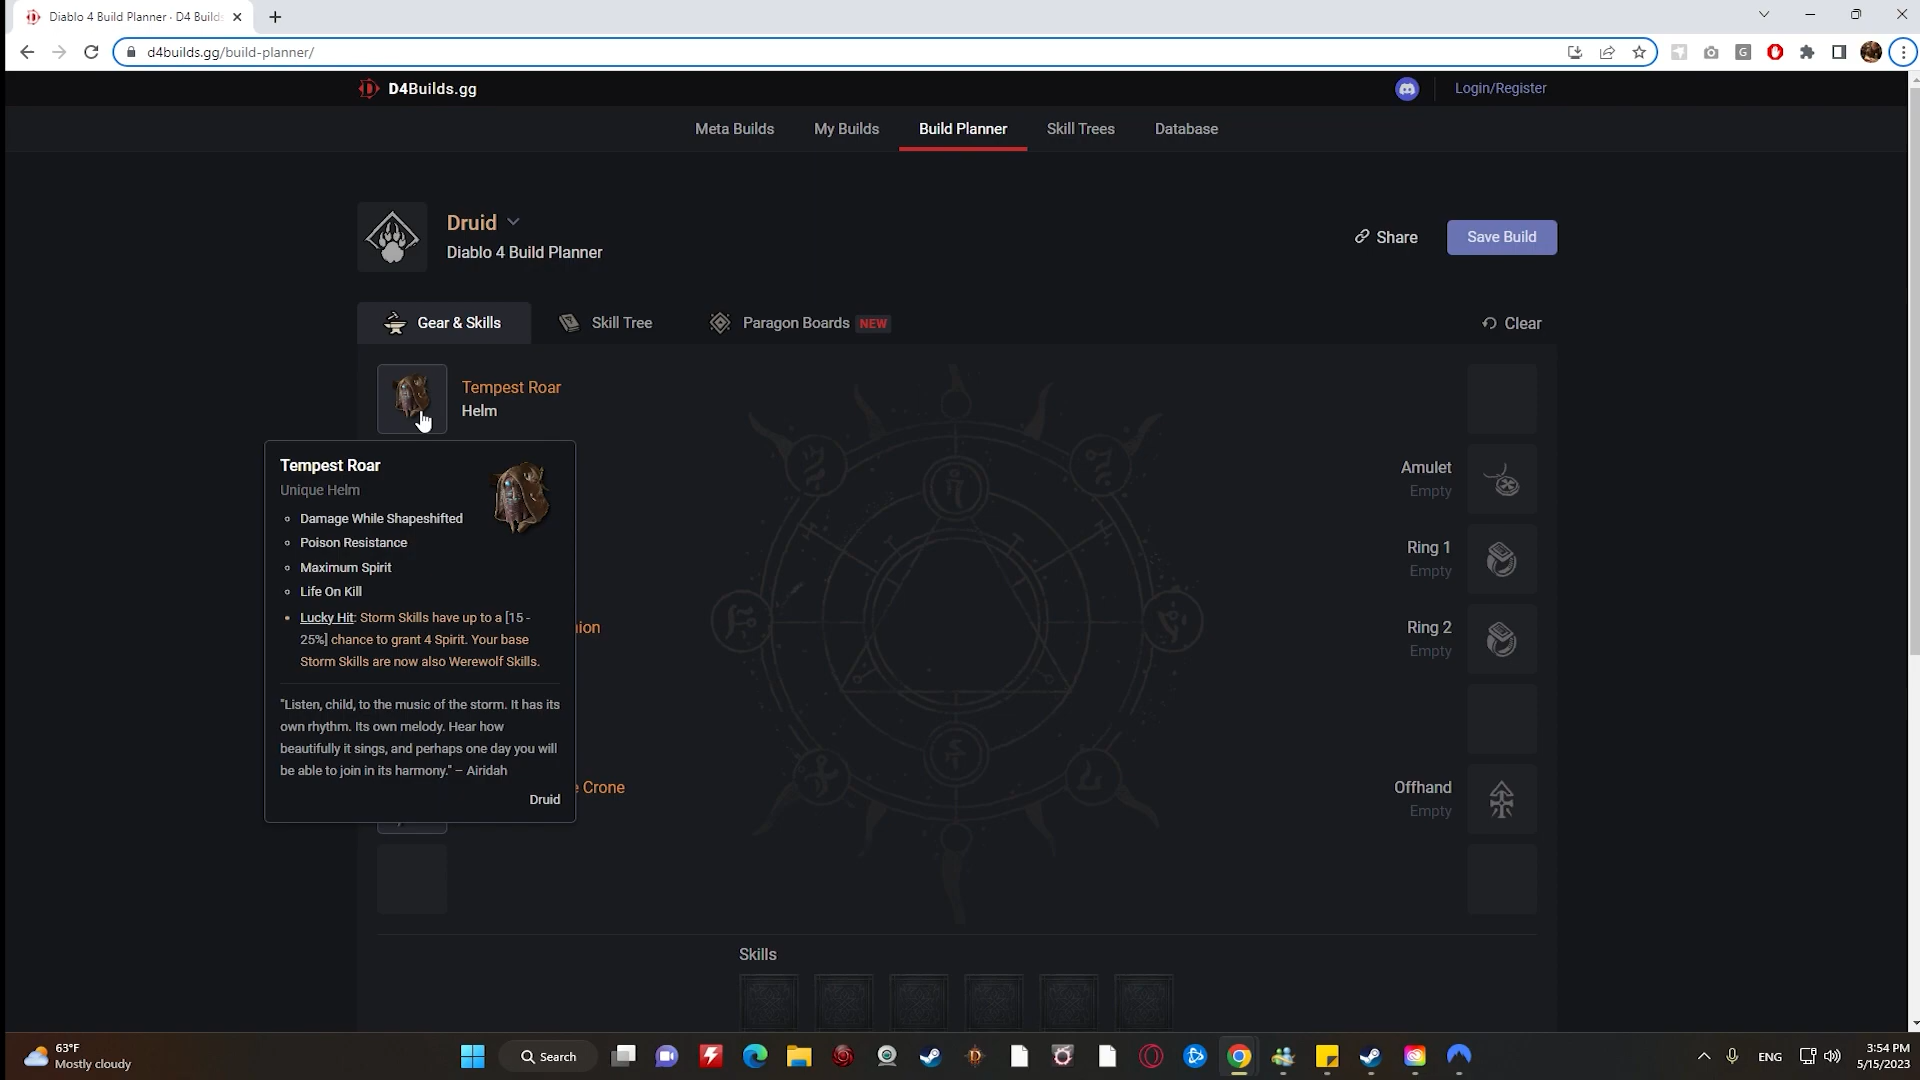 Diablo 4 Build Planner - D4 Build
d4builds.gg/build-planner/
D4Builds.gg
Login/Register
Meta Builds
My Builds
Build Planner
Skill Trees
Database
Druid
Diablo 4 Build Planner
Share
Save Build
Gear & Skills
Skill Tree
Paragon Boards NEW
Clear
Tempest Roar
Helm
Tempest Roar
Unique Helm
Damage While Shapeshifted
Poison Resistance
Maximum Spirit
Life On Kill
Lucky Hit: Storm Skills have up to a [15 -
25%] chance to grant 4 Spirit. Your base
Storm Skills are now also Werewolf Skills.
"Listen, child, to the music of the storm. It has its
own rhythm. Its own melody. Hear how
beautifully it sings, and perhaps one day you will
be able to join in its harmony." – Airidah
Druid
Crone
Amulet
Empty
Ring 1
Empty
Ring 2
Empty
Offhand
Empty
Skills
63°F
Mostly cloudy
Search
ENG
3:54 PM
5/15/2023